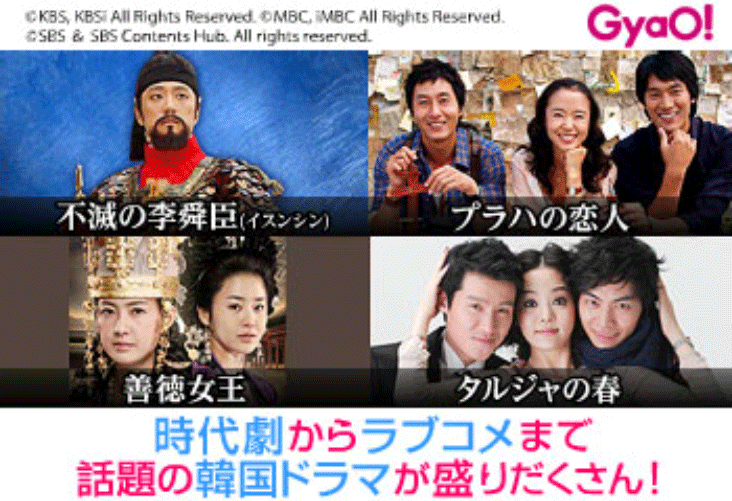 ©KBS, KBSi All Rights Reserved. ©MBC, iMBC All Rights Reserved.
©SBS & SBS Contents Hub. All rights reserved.
GyaO!
不滅の李舜臣(イスンシン)
プラハの恋人
善徳女王
タルジャの春
時代劇からラブコメまで
話題の韓国ドラマが盛りだくさん!